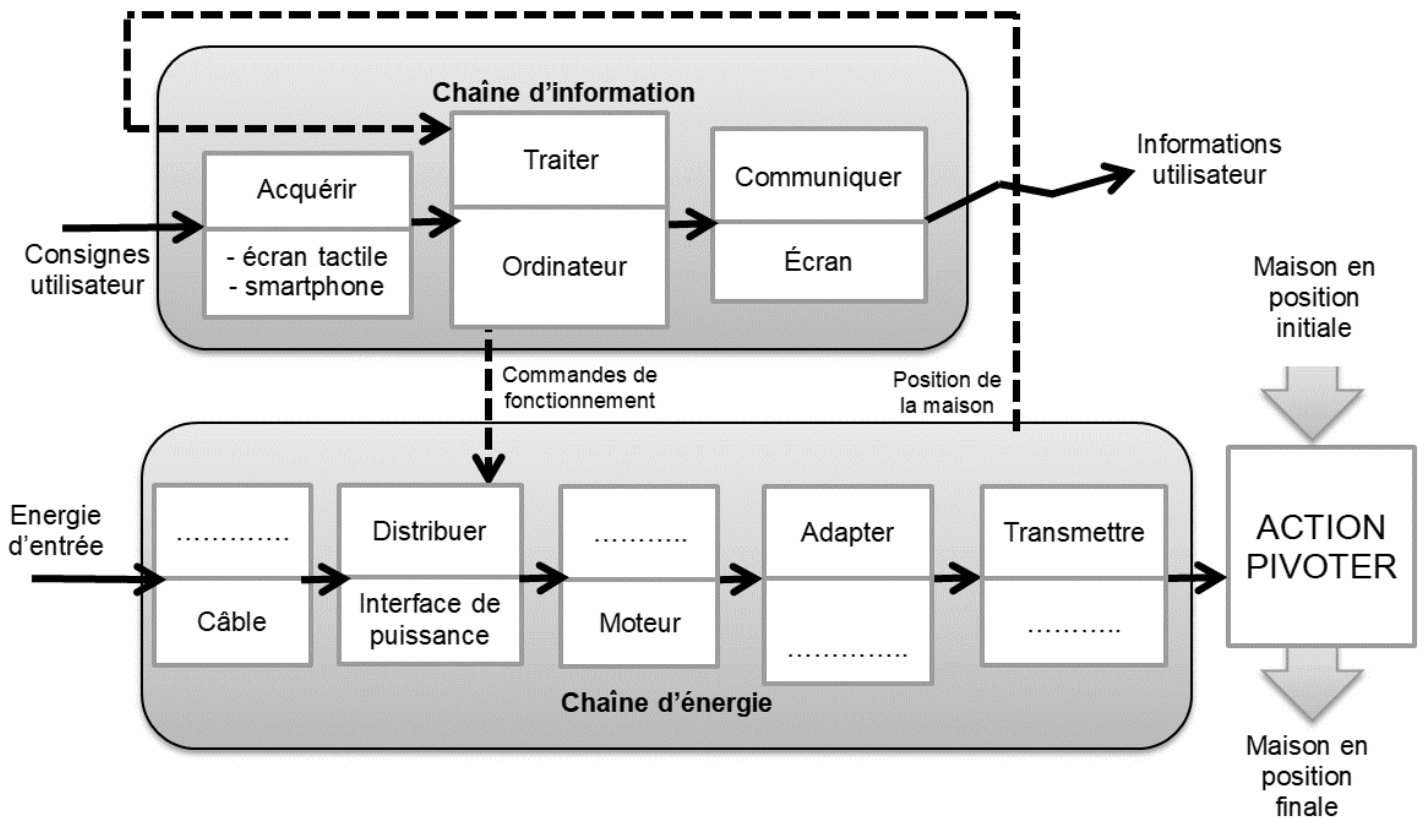 Chaîne d’information
Traiter
Ordinateur
Acquérir
- écran tactile
- smartphone
Communiquer
Écran
Informations
utilisateur
Consignes
utilisateur
Maison en
position
initiale
Commandes de
fonctionnement
Position de
la maison
Energie
d’entrée
………….
Câble
Distribuer
Interface de
puissance
………..
Moteur
Adapter
…………..
Transmettre
………..
ACTION
PIVOTER
Chaîne d’énergie
Maison en
position
finale